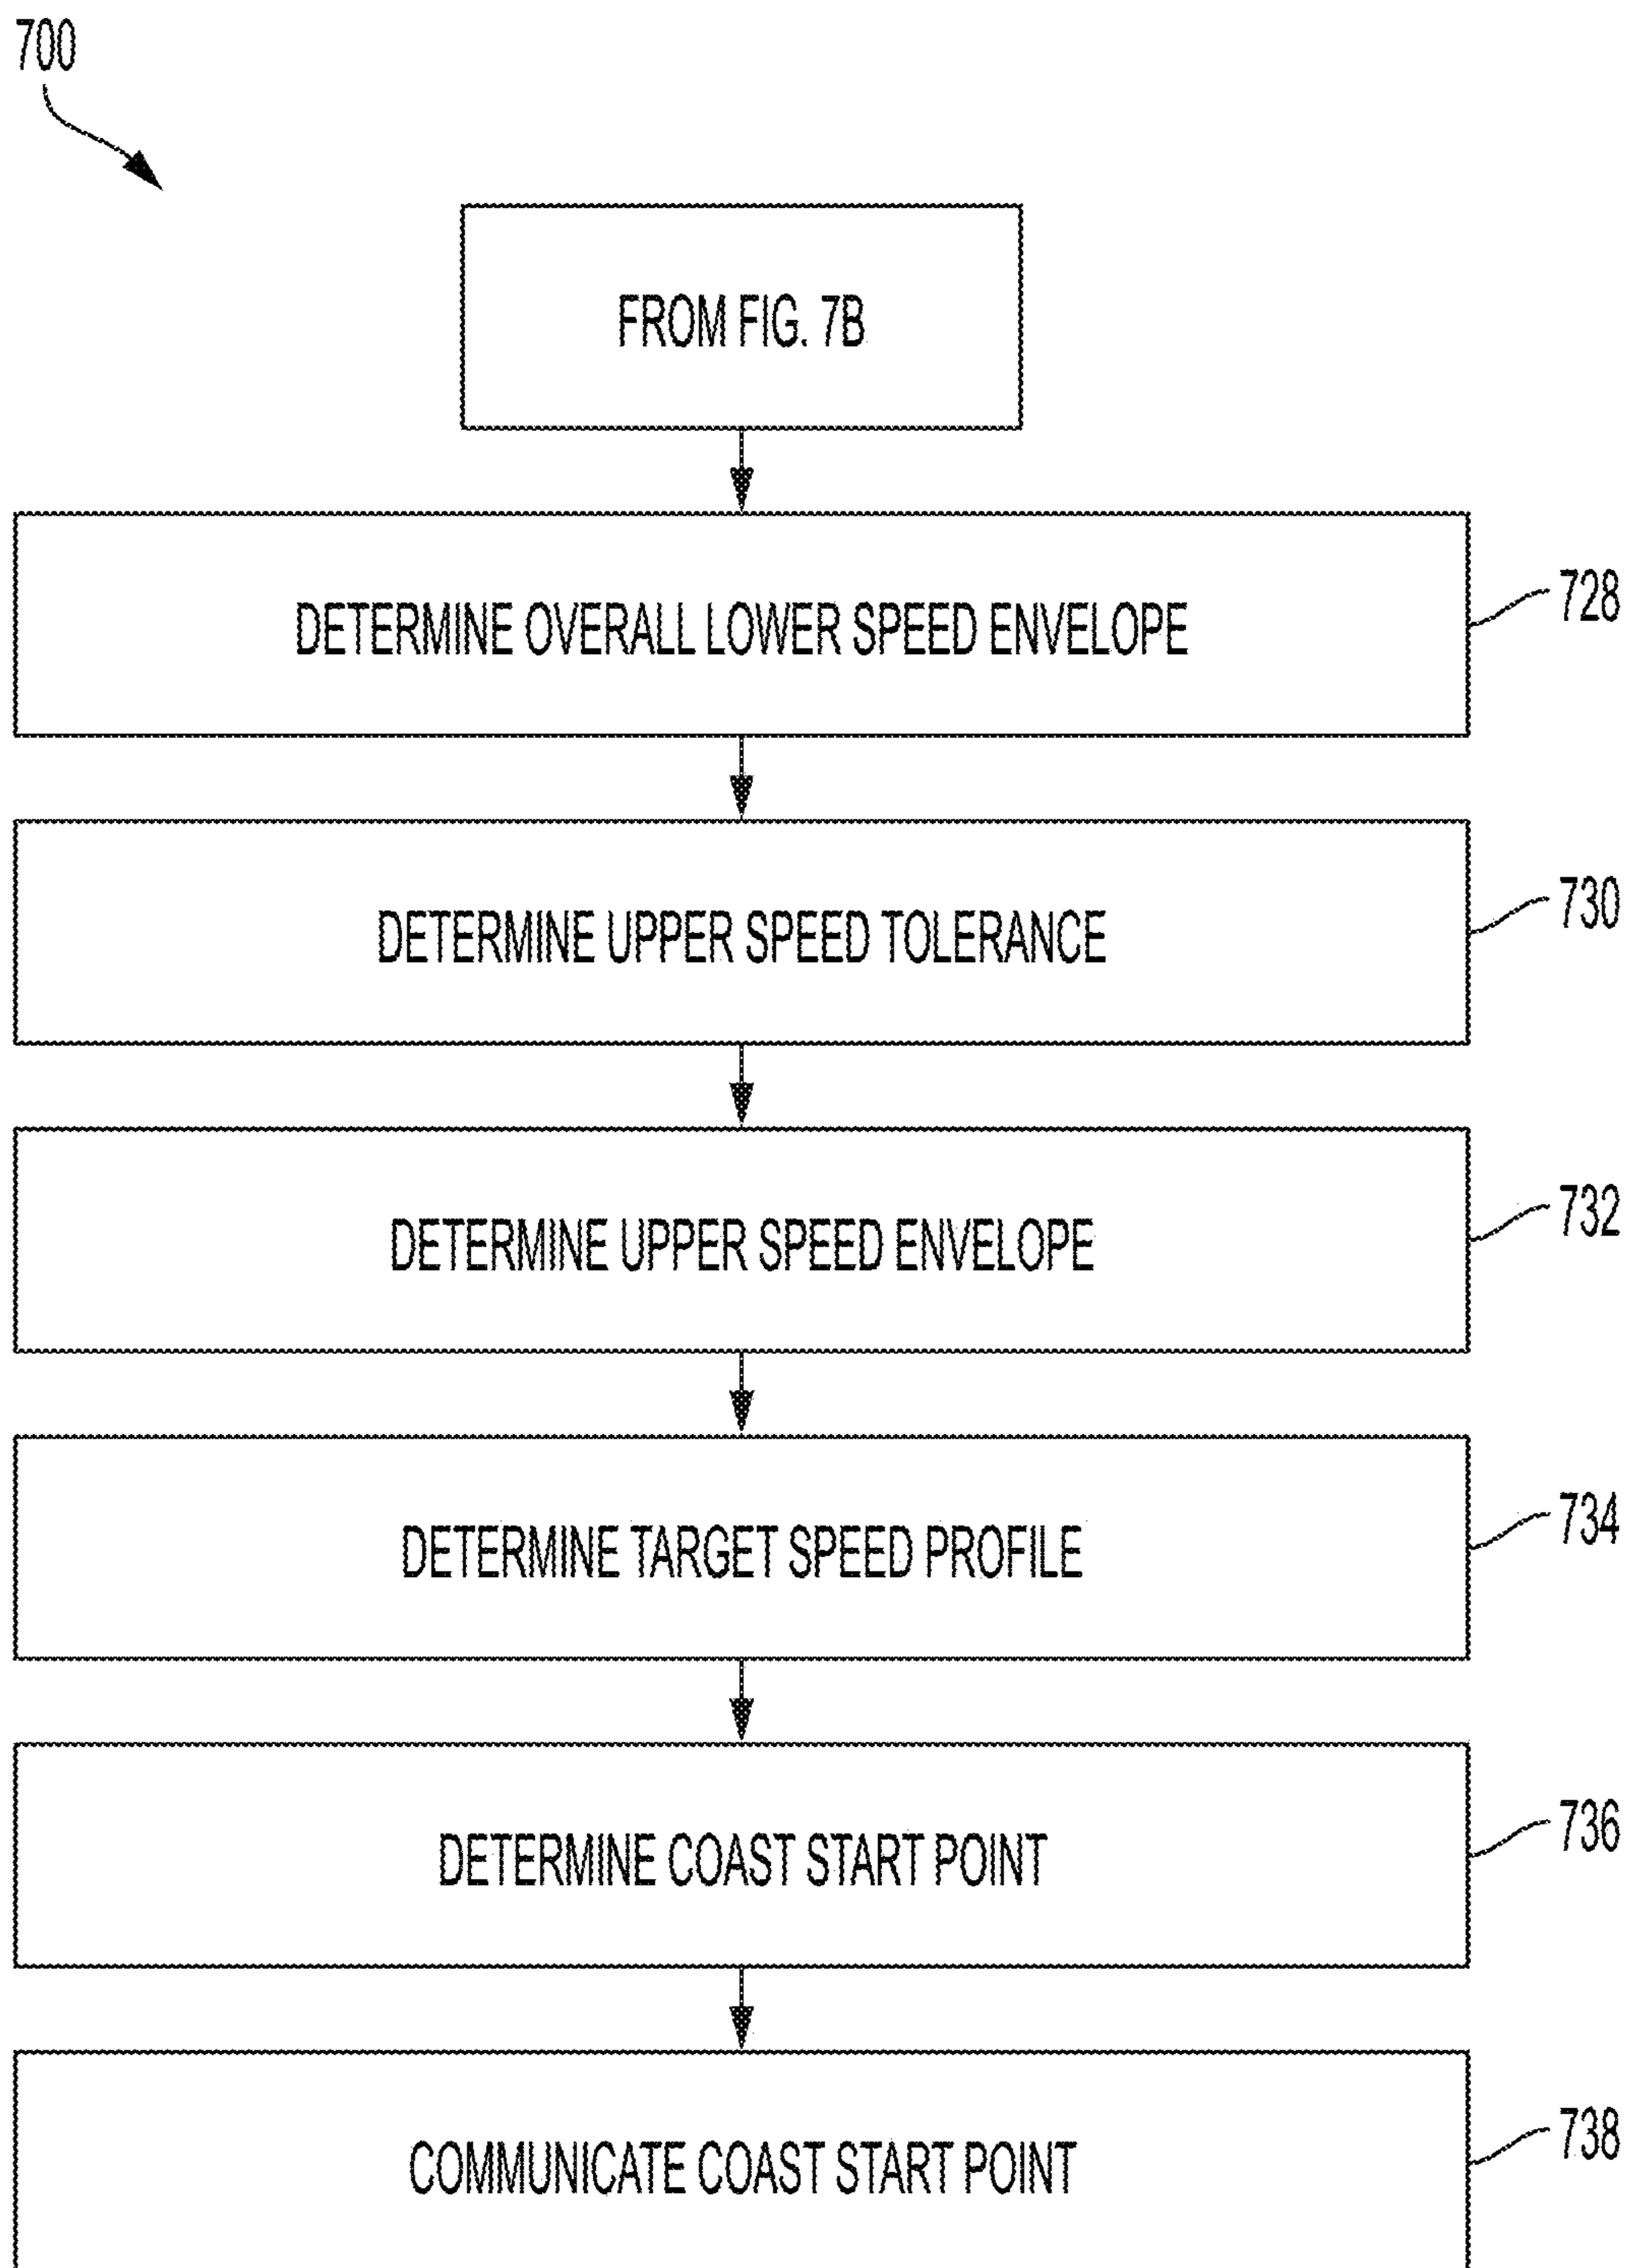 700
FROM FIG. 7B
DETERMINE OVERALL LOWER SPEED ENVELOPE
728
DETERMINE UPPER SPEED TOLERANCE
730
DETERMINE UPPER SPEED ENVELOPE
732
DETERMINE TARGET SPEED PROFILE
734
DETERMINE COAST START POINT
736
COMMUNICATE COAST START POINT
738